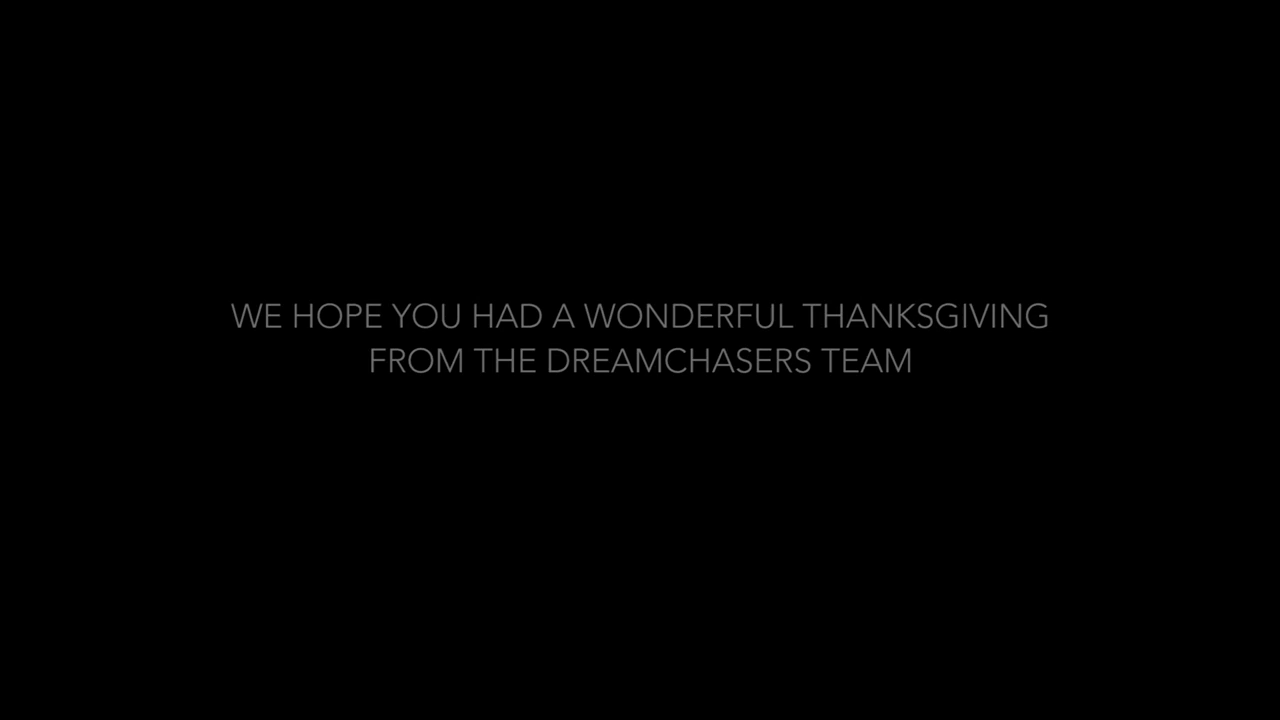 WE HOPE YOU HAD A WONDERFUL THANKSGIVING
FROM THE DREAMCHASERS TEAM